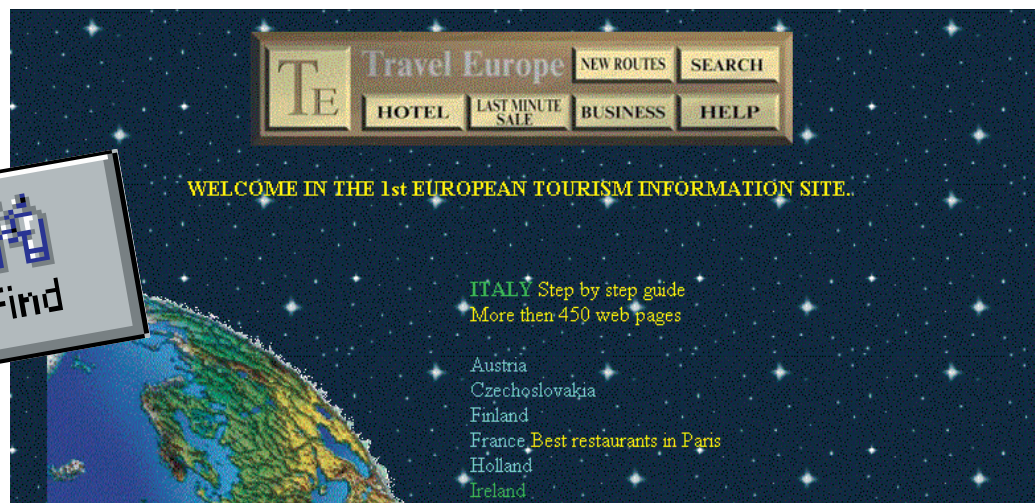 TE
Travel Europe
NEW ROUTES
SEARCH
HOTEL
LAST MINUTE
SALE
BUSINESS
HELP
WELCOME IN THE 1st EUROPEAN TOURISM INFORMATION SITE..
Find
ITALY Step by step guide
More then 450 web pages
Austria
Czechoslovakia
Finland
France Best restaurants in Paris
Holland
Ireland